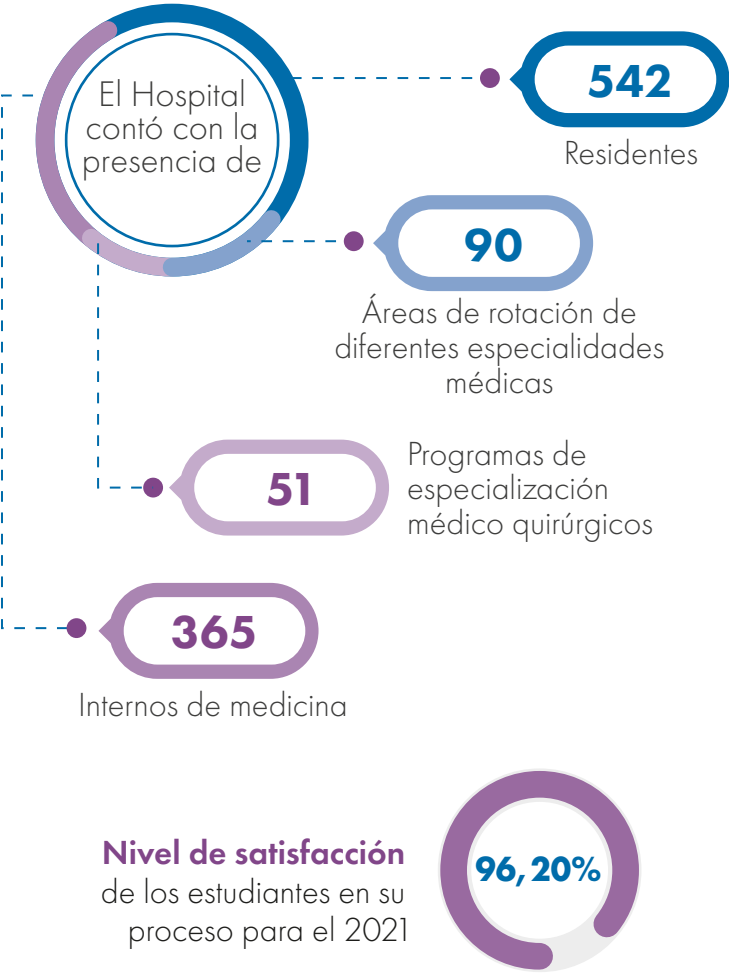 El Hospital
contó con la
presencia de
542
Residentes
90
Áreas de rotación de
diferentes especialidades
médicas
51
Programas de
especialización
médico quirúrgicos
365
Internos de medicina
Nivel de satisfacción
de los estudiantes en su
proceso para el 2021
96,20%